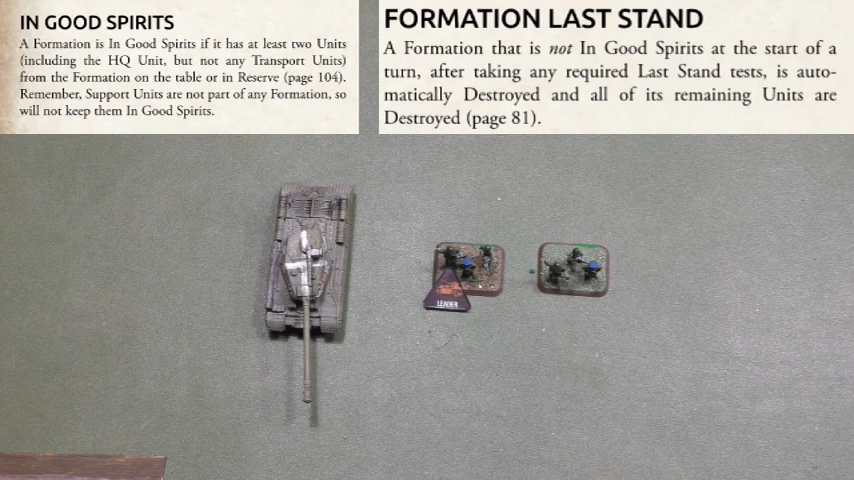 IN GOOD SPIRITS
A Formation is In Good Spirits if it has at least two Units
(including the HQ Unit, but not any Transport Units)
from the Formation on the table or in Reserve (page 104).
Remember, Support Units are not part of any Formation, so
will not keep them In Good Spirits.
FORMATION LAST STAND
A Formation that is not In Good Spirits at the start of a
turn, after taking any required Last Stand tests, is auto-
matically Destroyed and all of its remaining Units are
Destroyed (page 81).
LEADER